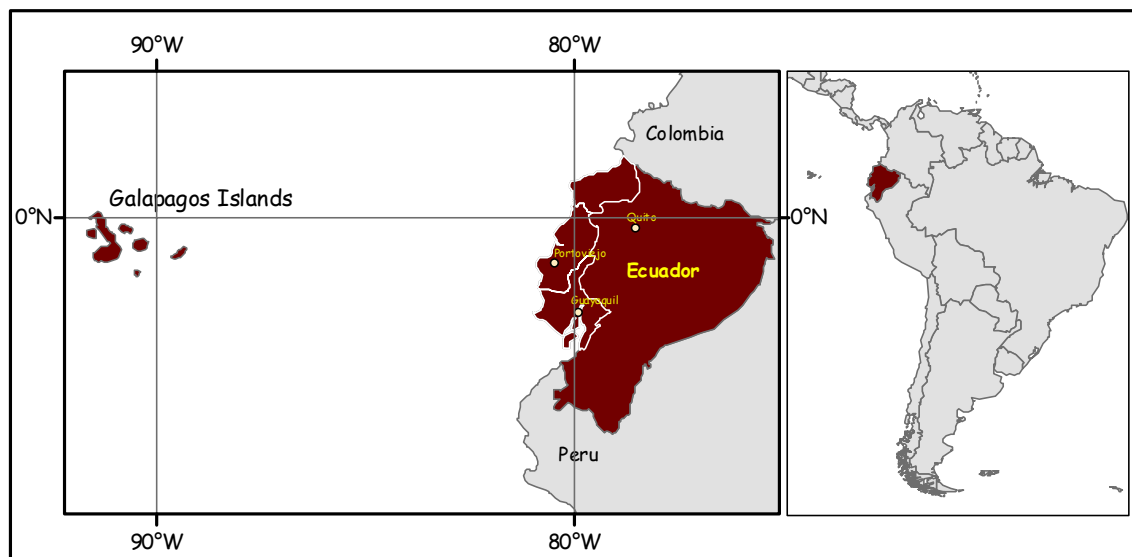 90°W
80°W
Colombia
Galapagos Islands
0°N
0°N
Quito
Portoviejo
Ecuador
Guayaquil
Peru
90°W
80°W